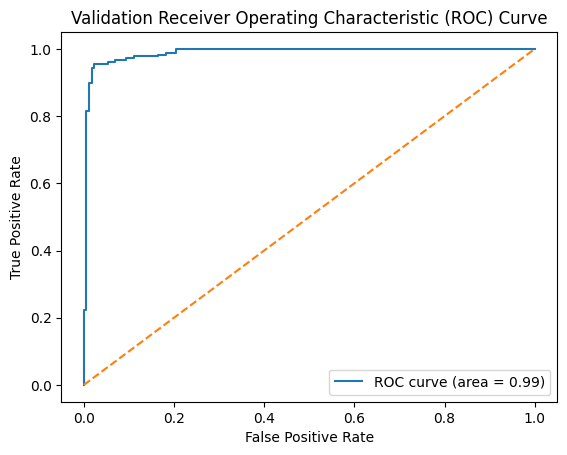 Validation Receiver Operating Characteristic (ROC) Curve
1.0
0.8
0.6
0.4
0.2
0.0
True Positive Rate
ROC curve (area = 0.99)
0.0 0.2 0.4 0.6 0.8 1.0
False Positive Rate